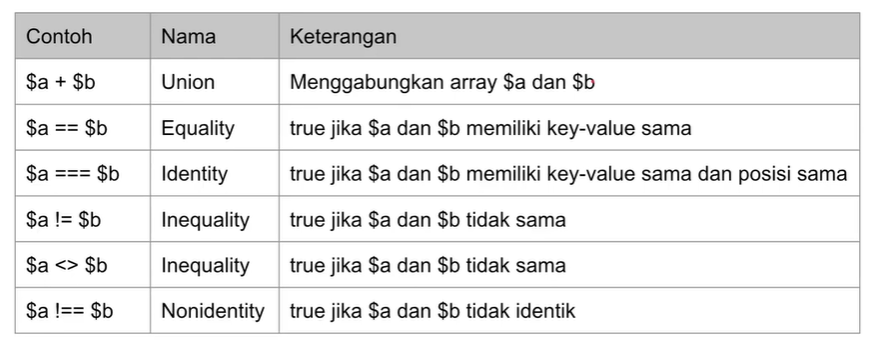 Contoh Nama Keterangan
$a + $b Union Menggabungkan array $a dan $b
$a == $b Equality true jika $a dan $b memiliki key-value sama
$a === $b Identity true jika $a dan $b memiliki key-value sama dan posisi sama
$a != $b Inequality true jika $a dan $b tidak sama
$a <> $b Inequality true jika $a dan $b tidak sama
$a !== $b Nonidentity true jika $a dan $b tidak identik